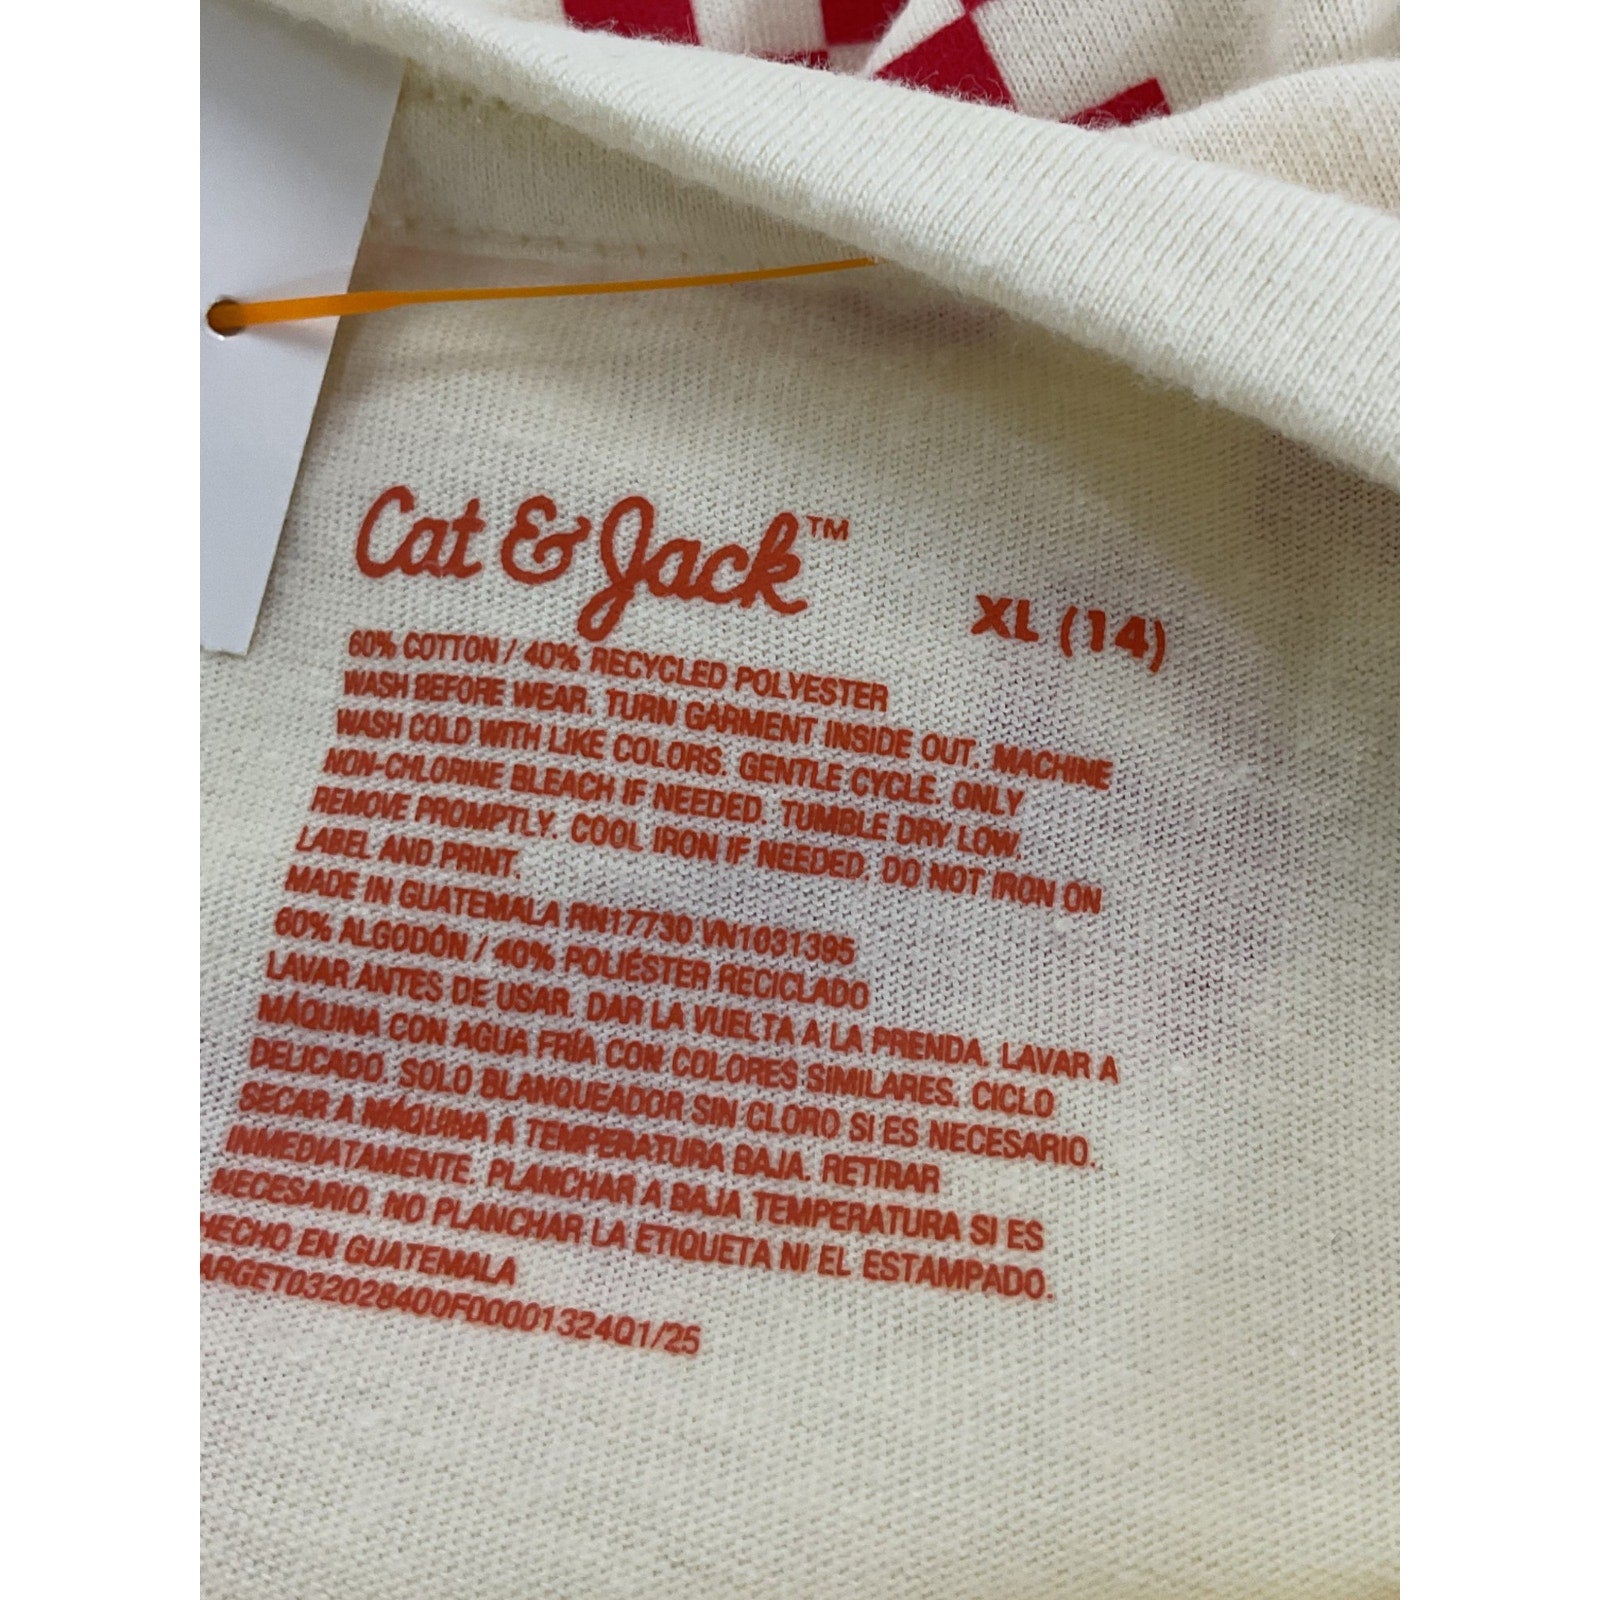 Cat & Jack™
XL (14)
60% COTTON / 40% RECYCLED POLYESTER
WASH BEFORE WEAR. TURN GARMENT INSIDE OUT. MACHINE
WASH COLD WITH LIKE COLORS. GENTLE CYCLE. ONLY
NON-CHLORINE BLEACH IF NEEDED. TUMBLE DRY LOW.
REMOVE PROMPTLY. COOL IRON IF NEEDED. DO NOT IRON ON
LABEL AND PRINT.
MADE IN GUATEMALA RN17730 VN1031395
60% ALGODÓN / 40% POLIÉSTER RECICLADO
LAVAR ANTES DE USAR. DAR LA VUELTA A LA PRENDA. LAVAR A
MÁQUINA CON AGUA FRÍA CON COLORES SIMILARES. CICLO
DELICADO. SOLO BLANQUEADOR SIN CLORO SI ES NECESARIO.
SECAR A MÁQUINA A TEMPERATURA BAJA. RETIRAR
INMEDIATAMENTE. PLANCHAR A BAJA TEMPERATURA SI ES
NECESARIO. NO PLANCHAR LA ETIQUETA NI EL ESTAMPADO.
HECHO EN GUATEMALA
ARGET032028400F00001324Q1/25